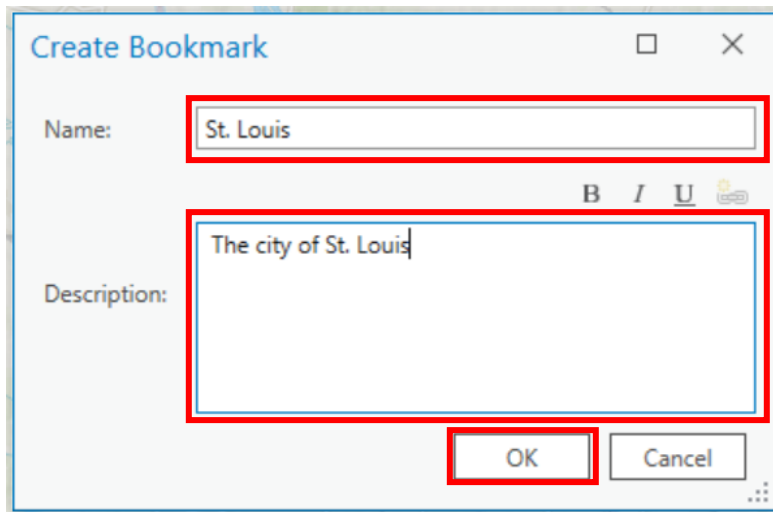 Create Bookmark
Name:
St. Louis
B I U
The city of St. Louis
Description:
OK
Cancel